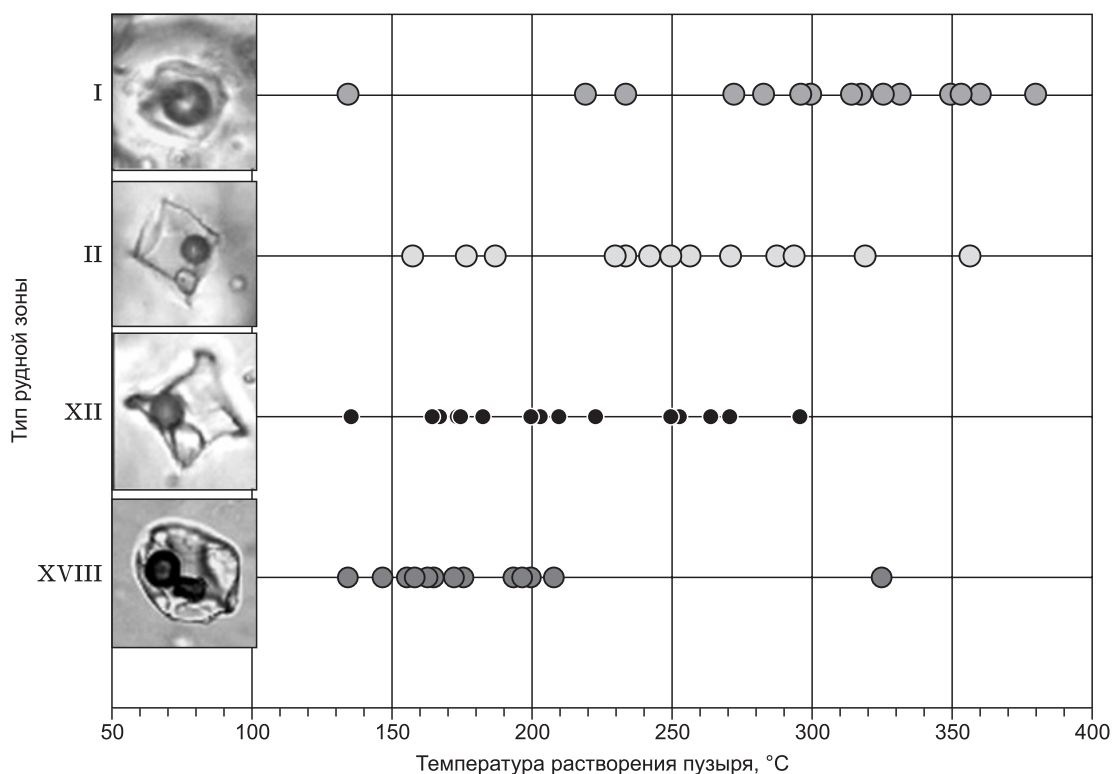 I
II
XII
XVIII
Тип рудной зоны
50 100 150 200 250 300 350 400
Температура растворения пузыря, °C